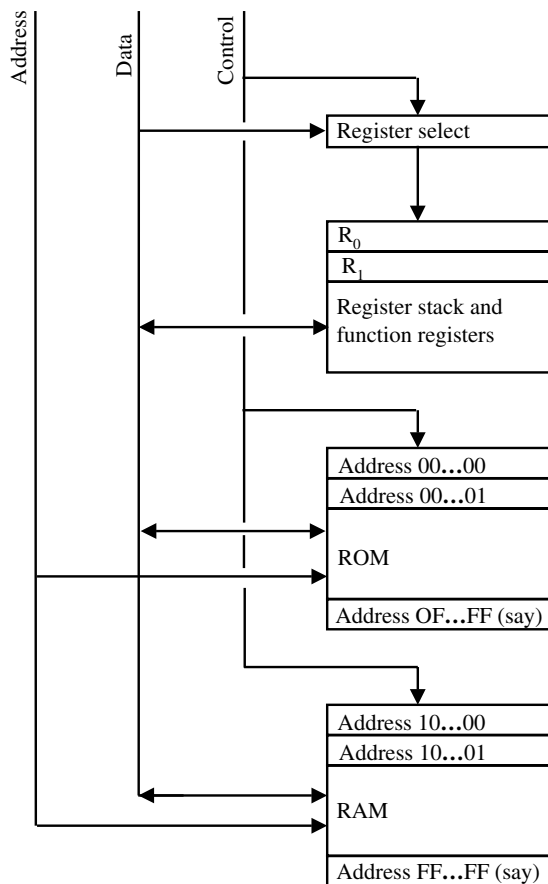 Address
Data
Control
Register select
R0
R1
Register stack and
function registers
Address 00...00
Address 00...01
ROM
Address OF...FF (say)
Address 10...00
Address 10...01
RAM
Address FF...FF (say)